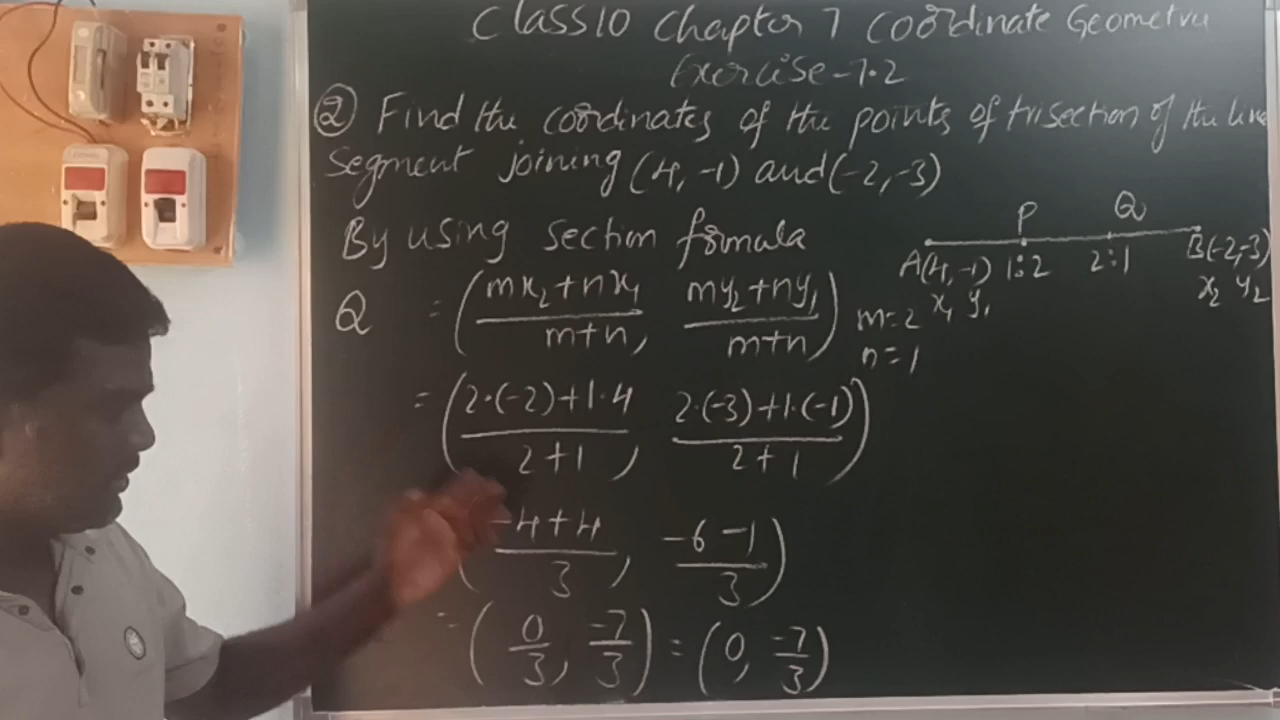 Class10 Chapter 7 Coordinate Geometry
Exercise-7.2
② Find the coordinates of the points of trisection of the line
segment joining (4,-1) and (-2,-3)
By using section formula
P Q
A(4,-1) 1:2 2:1 B(-2,-3)
x₁ y₁ x₂ y₂
Q = ( (mx₂+nx₁)/(m+n), (my₂+ny₁)/(m+n) )
m=2
n=1
= ( (2·(-2)+1·4)/(2+1), (2·(-3)+1·(-1))/(2+1) )
( (-4+4)/3, (-6-1)/3 )
= ( 0/3, -7/3 ) = ( 0, -7/3 )